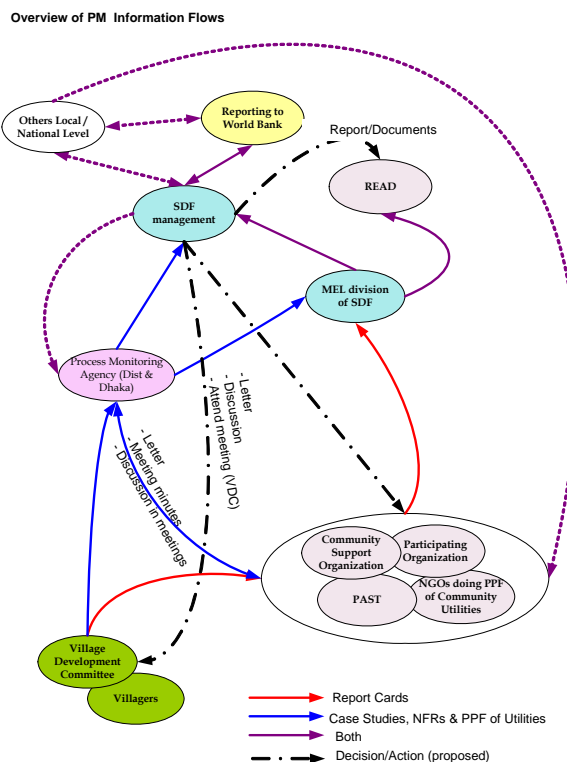 Overview of PM Information Flows
Others Local /
National Level
Reporting to
World Bank
Report/Documents
READ
SDF
management
MEL division
of SDF
Process Monitoring
Agency (Dist &
Dhaka)
- Letter
- Discussion
- Attend meeting (VDC)
- Letter
- Meeting minutes
- Discussion in meetings
Community
Support
Organization
Participating
Organization
PAST
NGOs doing PPF
of Community
Utilities
Village
Development
Committee
Villagers
Report Cards
Case Studies, NFRs & PPF of Utilities
Both
Decision/Action (proposed)